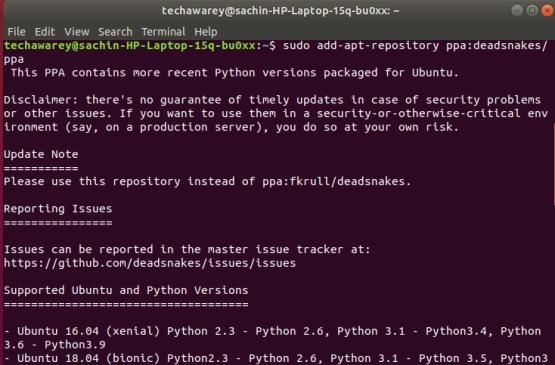 techawarey@sachin-HP-Laptop-15q-bu0xx: ~
File Edit View Search Terminal Help
techawarey@sachin-HP-Laptop-15q-bu0xx:~$ sudo add-apt-repository ppa:deadsnakes/
ppa
This PPA contains more recent Python versions packaged for Ubuntu.
Disclaimer: there's no guarantee of timely updates in case of security problems
or other issues. If you want to use them in a security-or-otherwise-critical env
ironment (say, on a production server), you do so at your own risk.
Update Note
===========
Please use this repository instead of ppa:fkrull/deadsnakes.
Reporting Issues
================
Issues can be reported in the master issue tracker at:
https://github.com/deadsnakes/issues/issues
Supported Ubuntu and Python Versions
====================================
- Ubuntu 16.04 (xenial) Python 2.3 - Python 2.6, Python 3.1 - Python3.4, Python
3.6 - Python3.9
- Ubuntu 18.04 (bionic) Python2.3 - Python 2.6, Python 3.1 - Python 3.5, Python3